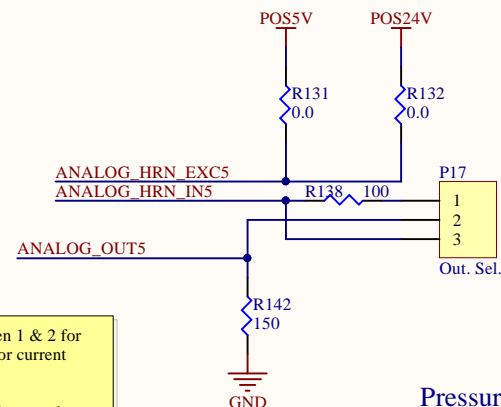 POS5V
POS24V
R131
0.0
R132
0.0
ANALOG_HRN_EXC5
ANALOG_HRN_IN5
R138
100
P17
1
2
3
Out. Sel.
ANALOG_OUT5
R142
150
GND
en 1 & 2 for
or current
Pressur